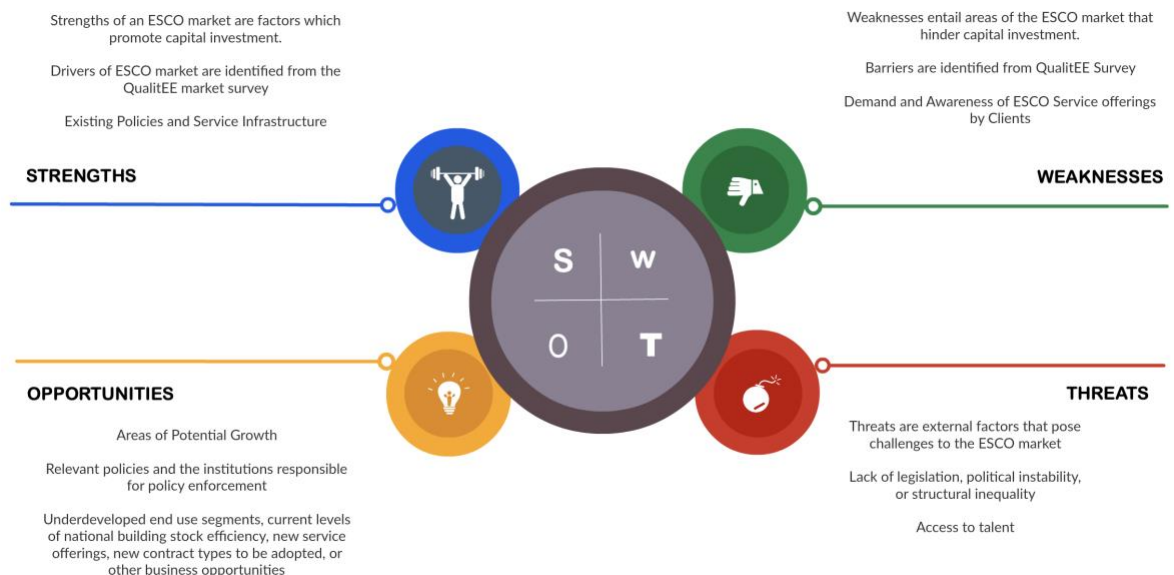 Strengths of an ESCO market are factors which
promote capital investment.
Drivers of ESCO market are identified from the
QualitEE market survey
Existing Policies and Service Infrastructure
STRENGTHS
Weaknesses entail areas of the ESCO market that
hinder capital investment.
Barriers are identified from QualitEE Survey
Demand and Awareness of ESCO Service offerings
by Clients
WEAKNESSES
S
W
O
T
OPPORTUNITIES
Areas of Potential Growth
Relevant policies and the institutions responsible
for policy enforcement
Underdeveloped end use segments, current levels
of national building stock efficiency, new service
offerings, new contract types to be adopted, or
other business opportunities
THREATS
Threats are external factors that pose
challenges to the ESCO market
Lack of legislation, political instability,
or structural inequality
Access to talent